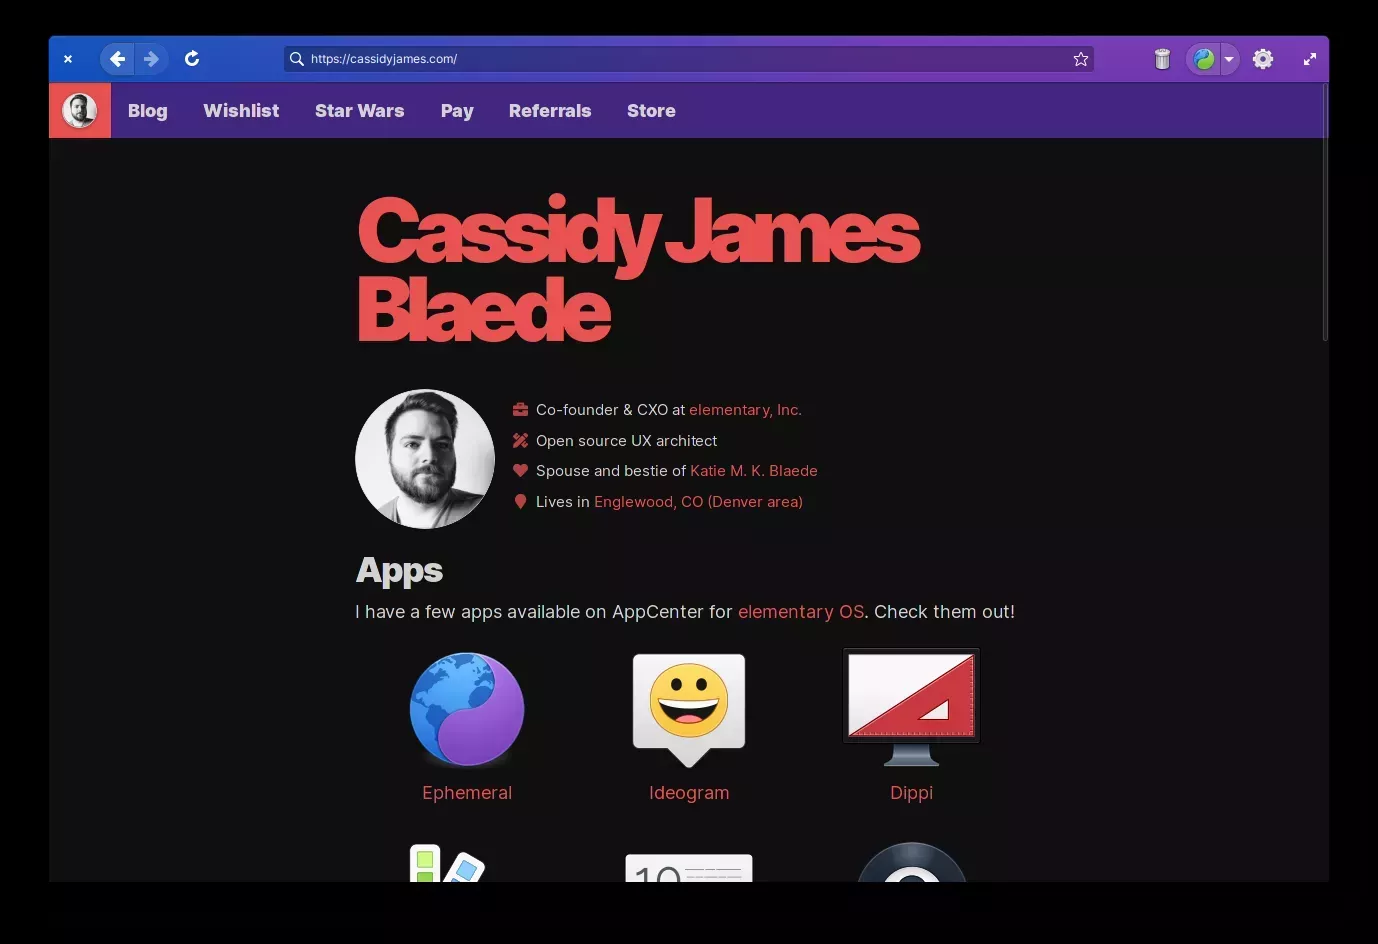 https://cassidyjames.com/
Blog Wishlist Star Wars Pay Referrals Store
Cassidy James
Blaede
Co-founder & CXO at elementary, Inc.
Open source UX architect
Spouse and bestie of Katie M. K. Blaede
Lives in Englewood, CO (Denver area)
Apps
I have a few apps available on AppCenter for elementary OS. Check them out!
Ephemeral Ideogram Dippi
10